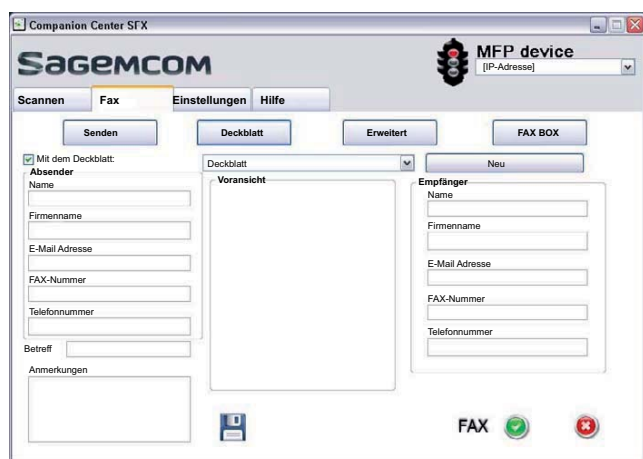 Companion Center SFX
SAGEMCOM
MFP device
[IP-Adresse]
Scannen Fax Einstellungen Hilfe
Senden Deckblatt Erweitert FAX BOX
Mit dem Deckblatt: Deckblatt Neu
Absender
Name
Firmenname
E-Mail Adresse
FAX-Nummer
Telefonnummer
Betreff
Anmerkungen
Voransicht
Empfänger
Name
Firmenname
E-Mail Adresse
FAX-Nummer
Telefonnummer
FAX